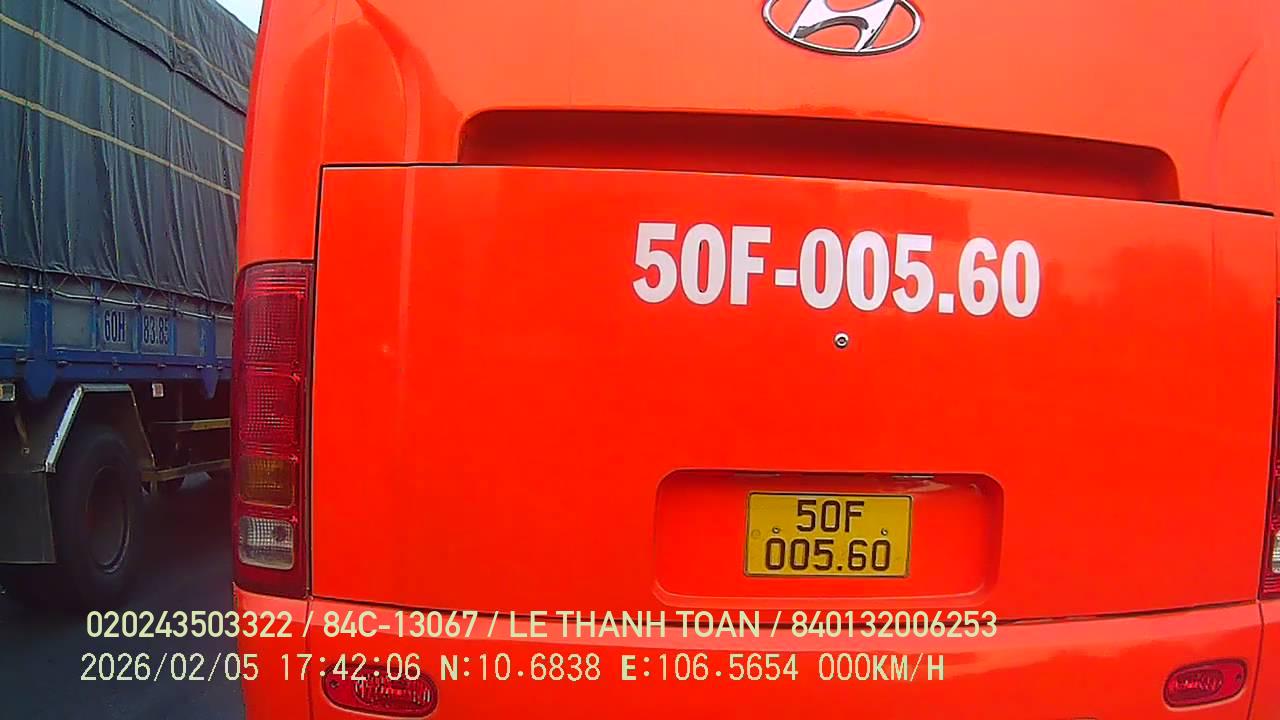 50F-005.60
60H 83.85
50F
005.60
020243503322 / 84C-13067 / LE THANH TOAN / 840132006253
2026/02/05 17:42:06 N:10.6838 E:106.5654 000KM/H